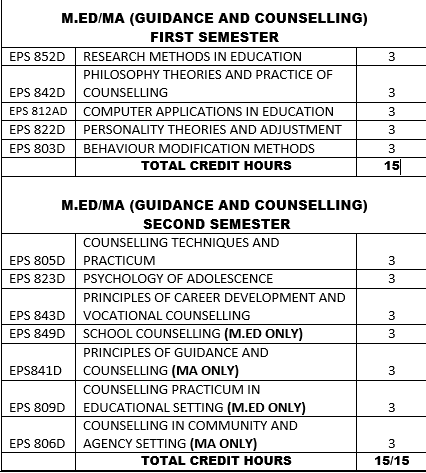 M.ED/MA (GUIDANCE AND COUNSELLING)
FIRST SEMESTER
EPS 852D RESEARCH METHODS IN EDUCATION 3
PHILOSOPHY THEORIES AND PRACTICE OF
EPS 842D COUNSELLING 3
EPS 812AD COMPUTER APPLICATIONS IN EDUCATION 3
EPS 822D PERSONALITY THEORIES AND ADJUSTMENT 3
EPS 803D BEHAVIOUR MODIFICATION METHODS 3
TOTAL CREDIT HOURS 15
M.ED/MA (GUIDANCE AND COUNSELLING)
SECOND SEMESTER
COUNSELLING TECHNIQUES AND
EPS 805D PRACTICUM 3
EPS 823D PSYCHOLOGY OF ADOLESCENCE 3
PRINCIPLES OF CAREER DEVELOPMENT AND
EPS 843D VOCATIONAL COUNSELLING 3
EPS 849D SCHOOL COUNSELLING (M.ED ONLY) 3
PRINCIPLES OF GUIDANCE AND
EPS841D COUNSELLING (MA ONLY) 3
COUNSELLING PRACTICUM IN
EPS 809D EDUCATIONAL SETTING (M.ED ONLY) 3
COUNSELLING IN COMMUNITY AND
EPS 806D AGENCY SETTING (MA ONLY) 3
TOTAL CREDIT HOURS 15/15